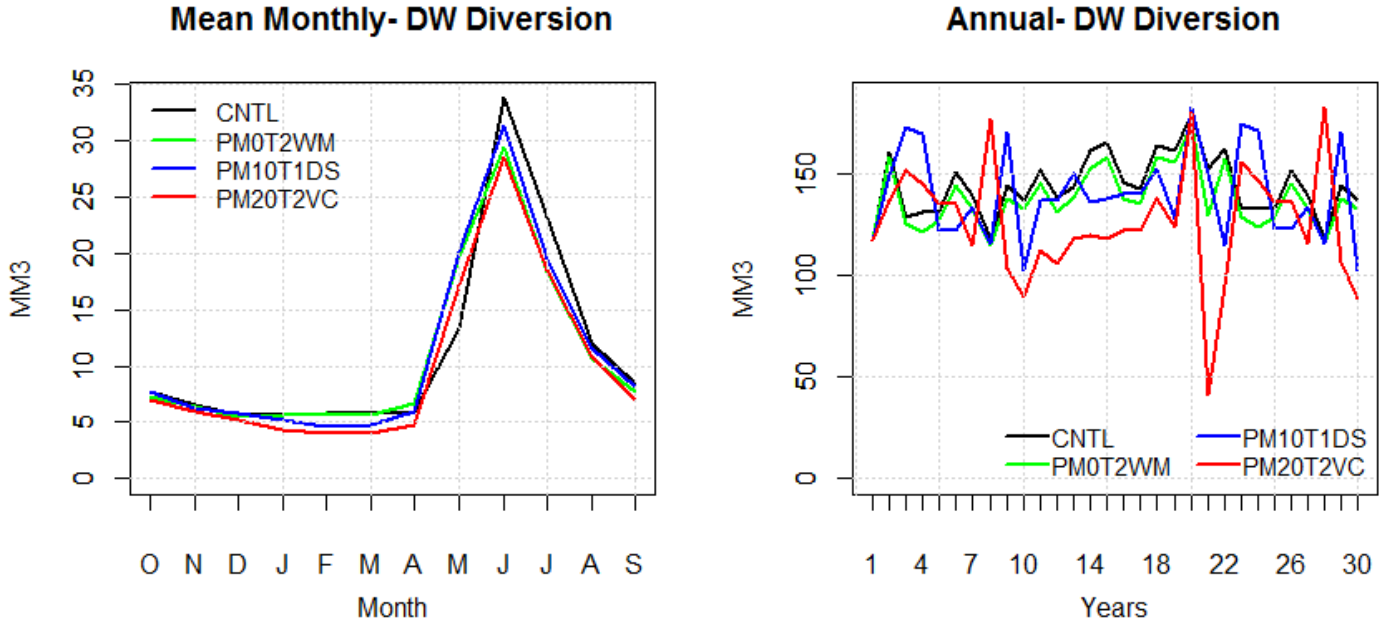 Mean Monthly- DW Diversion
MM3
35
30
25
20
15
10
5
0
CNTL
PM0T2WM
PM10T1DS
PM20T2VC
O N D J F M A M J J A S
Month
Annual- DW Diversion
MM3
150
100
50
0
CNTL PM10T1DS
PM0T2WM PM20T2VC
1 4 7 10 14 18 22 26 30
Years